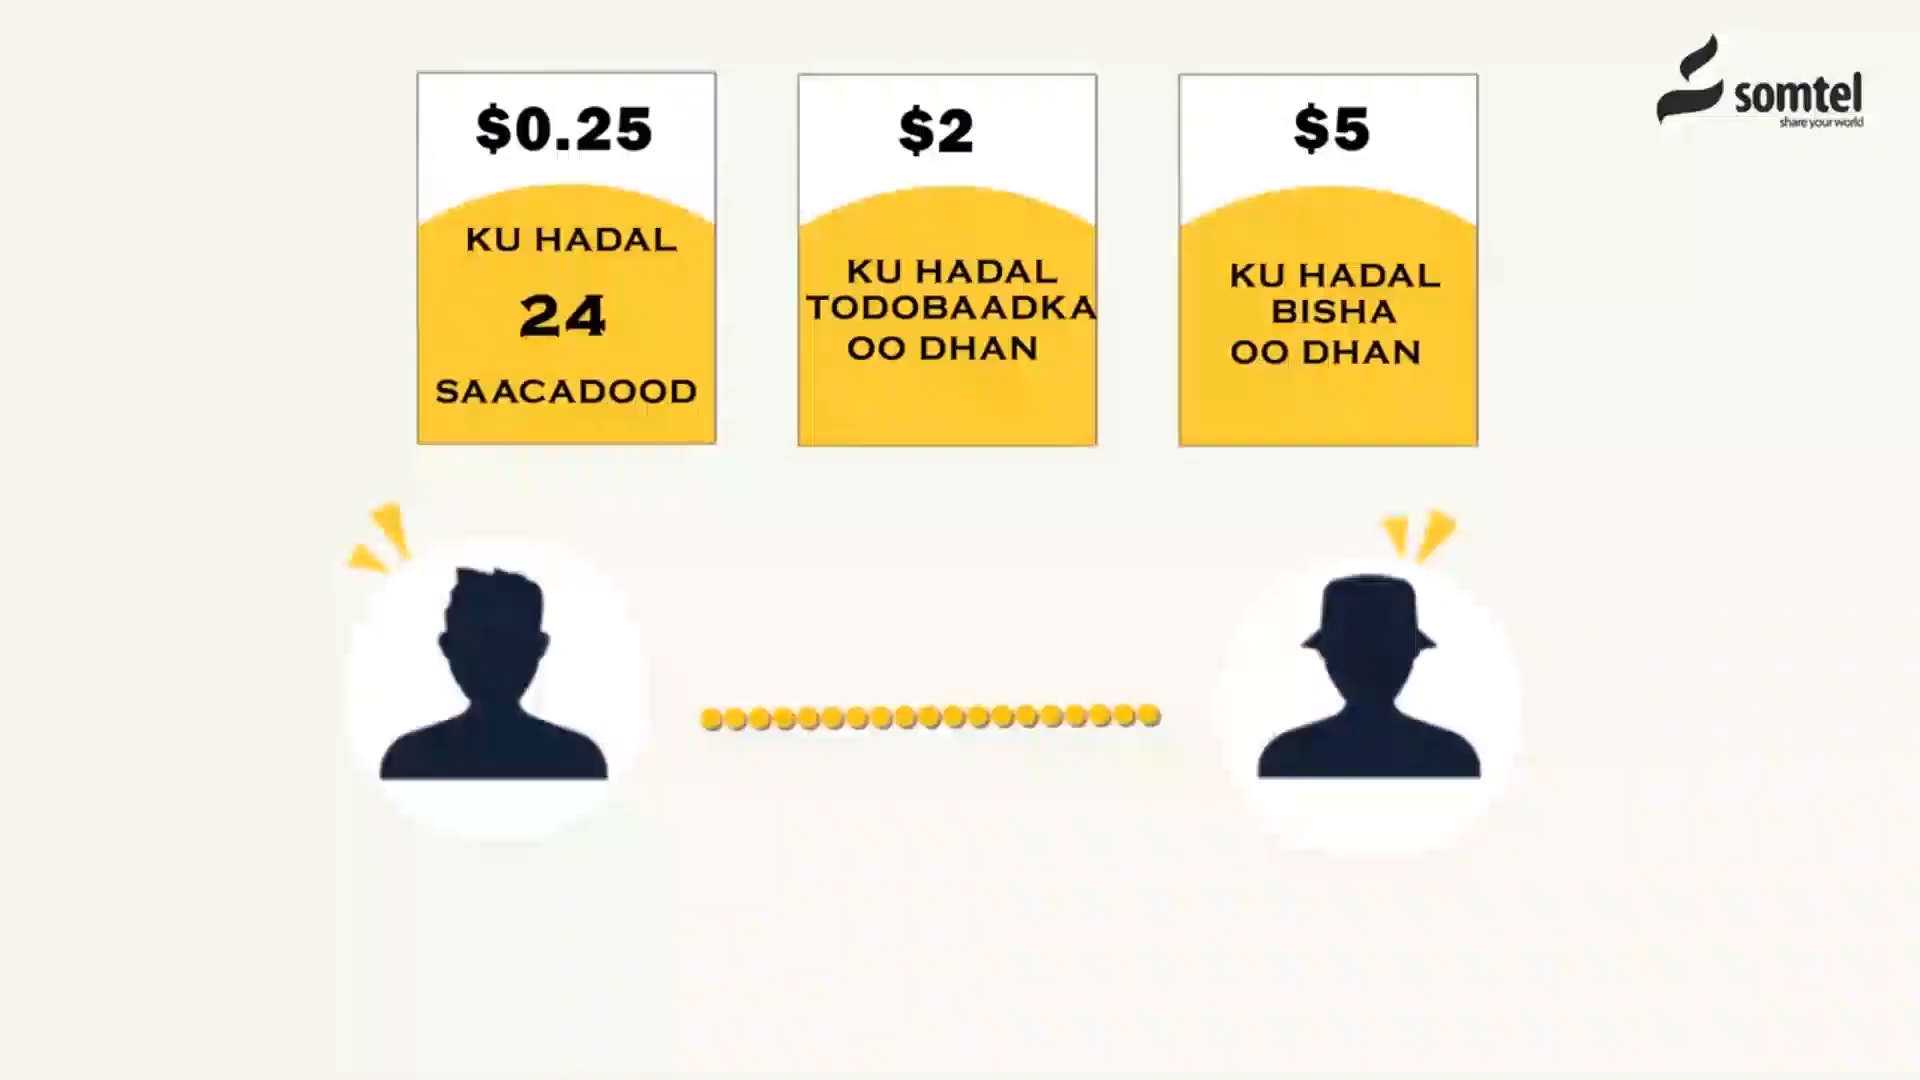 $0.25
KU HADAL
24
SAACADOOD
$2
KU HADAL
TODOBAADKA
OO DHAN
$5
KU HADAL
BISHA
OO DHAN
somtel
share your world